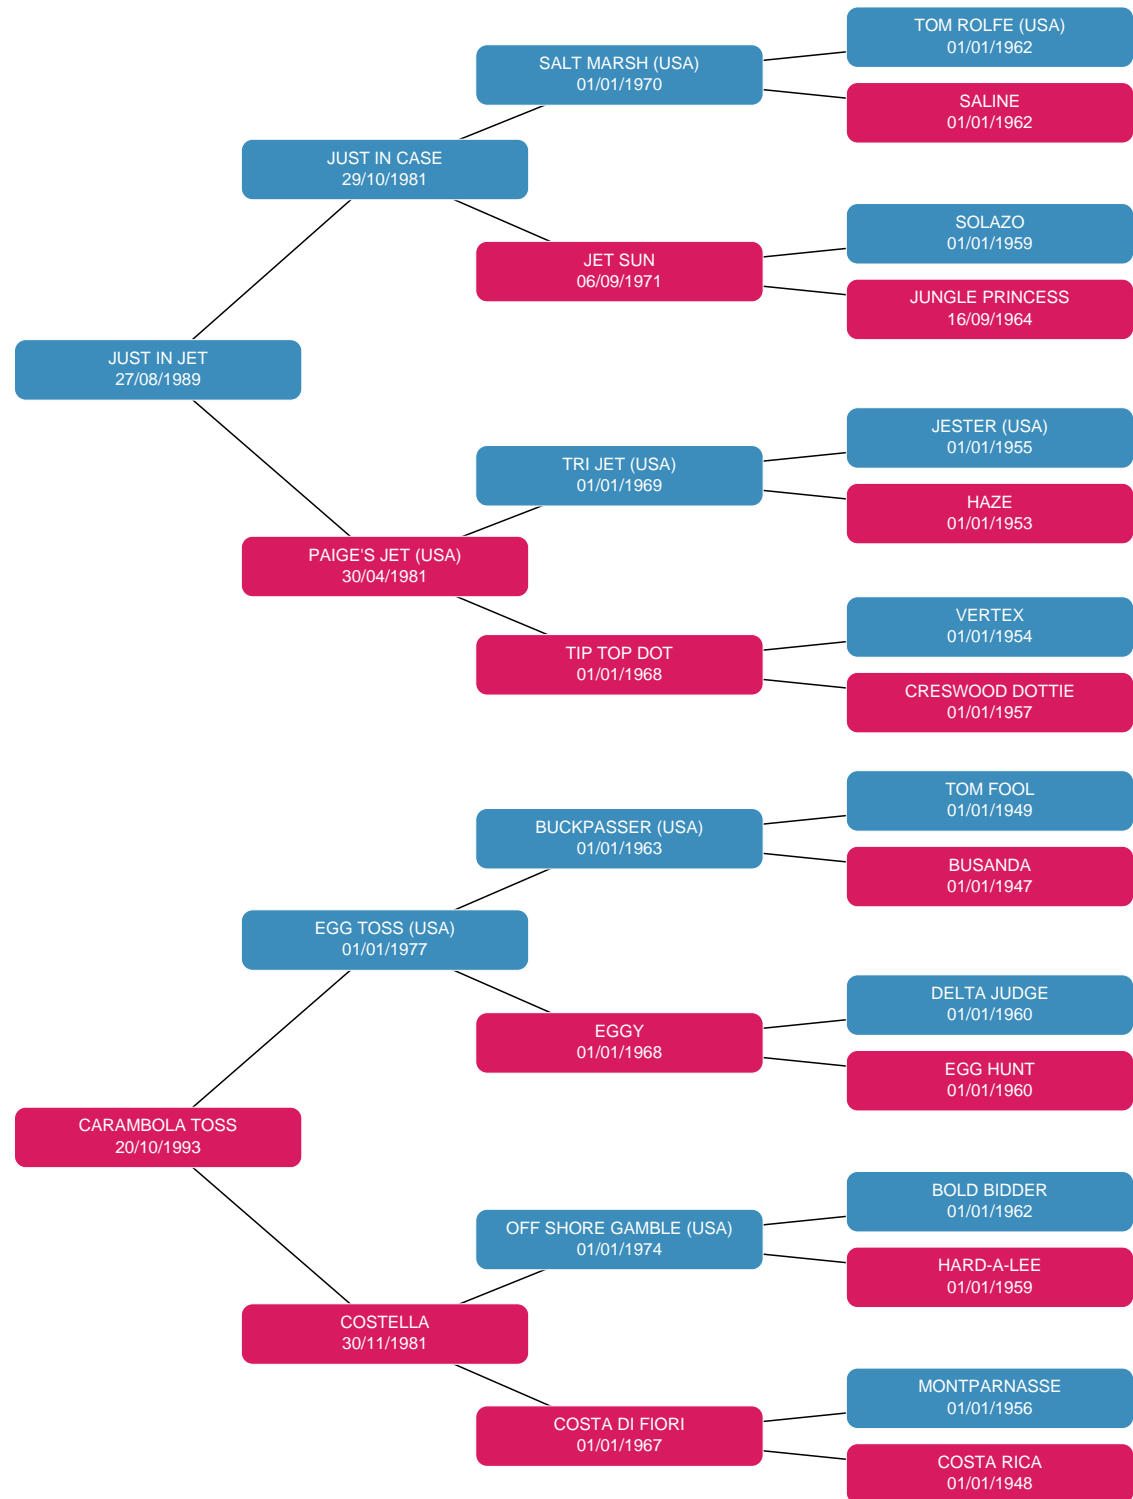 TOM ROLFE (USA)
01/01/1962
SALT MARSH (USA)
01/01/1970
SALINE
01/01/1962
JUST IN CASE
29/10/1981
SOLAZO
01/01/1959
JET SUN
06/09/1971
JUNGLE PRINCESS
16/09/1964
JUST IN JET
27/08/1989
JESTER (USA)
01/01/1955
TRI JET (USA)
01/01/1969
HAZE
01/01/1953
PAIGE'S JET (USA)
30/04/1981
VERTEX
01/01/1954
TIP TOP DOT
01/01/1968
CRESWOOD DOTTIE
01/01/1957
TOM FOOL
01/01/1949
BUCKPASSER (USA)
01/01/1963
BUSANDA
01/01/1947
EGG TOSS (USA)
01/01/1977
DELTA JUDGE
01/01/1960
EGGY
01/01/1968
EGG HUNT
01/01/1960
CARAMBOLA TOSS
20/10/1993
BOLD BIDDER
01/01/1962
OFF SHORE GAMBLE (USA)
01/01/1974
HARD-A-LEE
01/01/1959
COSTELLA
30/11/1981
MONTPARNASSE
01/01/1956
COSTA DI FIORI
01/01/1967
COSTA RICA
01/01/1948